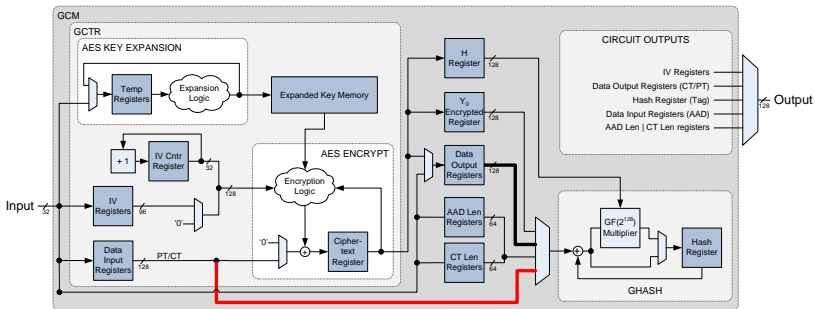 GCM
GCTR
AES KEY EXPANSION
Temp
Registers
Expansion
Logic
Expanded Key Memory
+ 1
IV Cntr
Register
32
IV
Registers
96
'0'
128
Input
32
Data
Input
Registers
128
PT/CT
AES ENCRYPT
Encryption
Logic
'0'
+
Cipher-
text
Register
H
Register
128
Y0
Encrypted
Register
128
Data
Output
Registers
128
AAD Len
Registers
64
CT Len
Registers
64
GF(2^128)
Multiplier
+
Hash
Register
GHASH
CIRCUIT OUTPUTS
IV Registers
Data Output Registers (CT/PT)
Hash Register (Tag)
Data Input Registers (AAD)
AAD Len | CT Len registers
128
Output